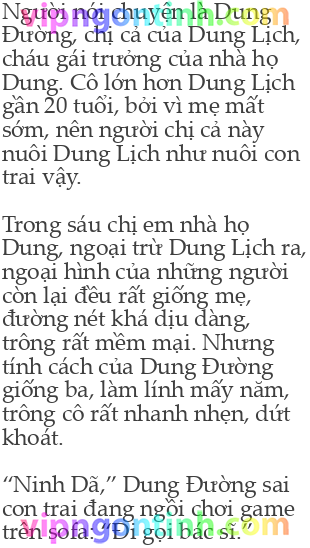 vipngontinh.com
Người nói chuyện là Dung
Đường, chị cả của Dung Lịch,
cháu gái trưởng của nhà họ
Dung. Cô lớn hơn Dung Lịch
gần 20 tuổi, bởi vì mẹ mất
sớm, nên người chị cả này
nuôi Dung Lịch như nuôi con
trai vậy.
Trong sáu chị em nhà họ
Dung, ngoại trừ Dung Lịch ra,
ngoại hình của những người
còn lại đều rất giống mẹ,
đường nét khá dịu dàng,
trông rất mềm mại. Nhưng
tính cách của Dung Đường
giống ba, làm lính mấy năm,
trông cô rất nhanh nhẹn, dứt
khoát.
“Ninh Dã,” Dung Đường sai
con trai đang ngồi chơi game
trên sofa: “Đi gọi bác sĩ.”
vipngontinh.com